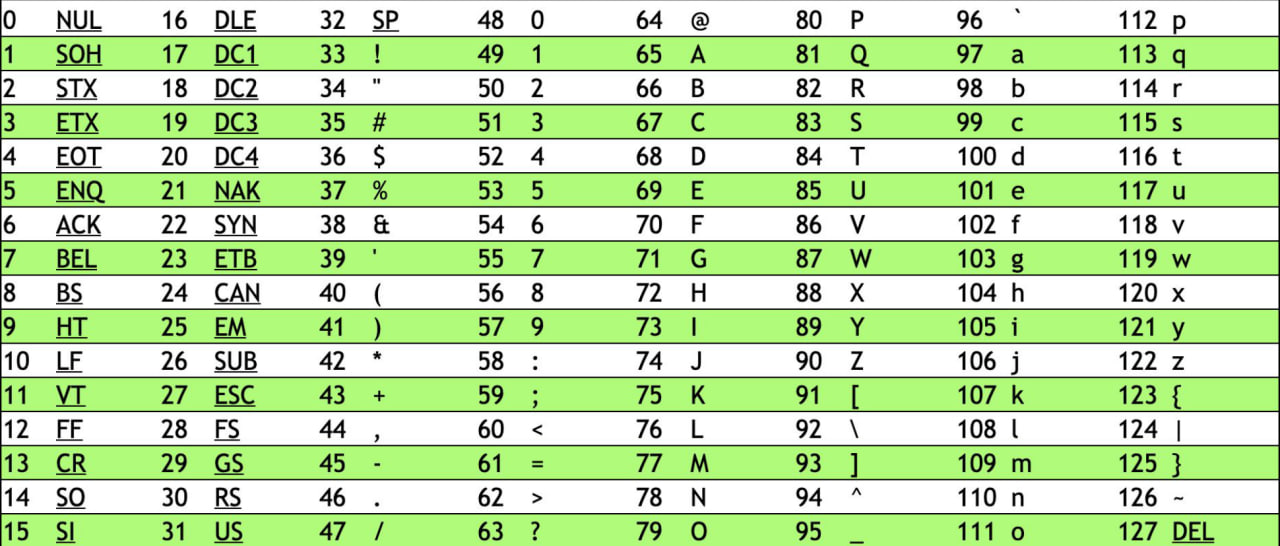 0 NUL 16 DLE 32 SP 48 0 64 @ 80 P 96 ` 112 p
1 SOH 17 DC1 33 ! 49 1 65 A 81 Q 97 a 113 q
2 STX 18 DC2 34 " 50 2 66 B 82 R 98 b 114 r
3 ETX 19 DC3 35 # 51 3 67 C 83 S 99 c 115 s
4 EOT 20 DC4 36 $ 52 4 68 D 84 T 100 d 116 t
5 ENQ 21 NAK 37 % 53 5 69 E 85 U 101 e 117 u
6 ACK 22 SYN 38 & 54 6 70 F 86 V 102 f 118 v
7 BEL 23 ETB 39 ' 55 7 71 G 87 W 103 g 119 w
8 BS 24 CAN 40 ( 56 8 72 H 88 X 104 h 120 x
9 HT 25 EM 41 ) 57 9 73 I 89 Y 105 i 121 y
10 LF 26 SUB 42 * 58 : 74 J 90 Z 106 j 122 z
11 VT 27 ESC 43 + 59 ; 75 K 91 [ 107 k 123 {
12 FF 28 FS 44 , 60 < 76 L 92 \ 108 l 124 |
13 CR 29 GS 45 - 61 = 77 M 93 ] 109 m 125 }
14 SO 30 RS 46 . 62 > 78 N 94 ^ 110 n 126 ~
15 SI 31 US 47 / 63 ? 79 O 95 _ 111 o 127 DEL